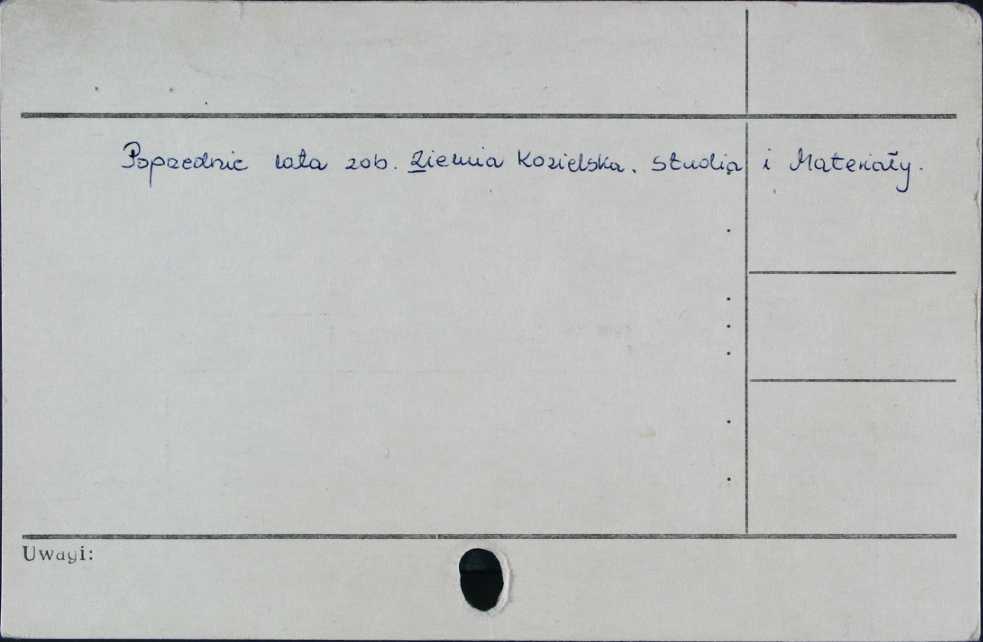 Poprzednie lata zob. Ziemia Kozielska. Studia i Materiały.
Uwagi: